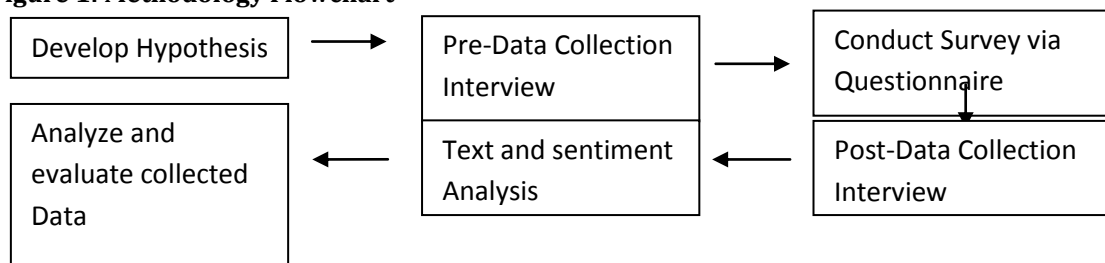 Figure 1: Methodology Flowchart
Develop Hypothesis
Pre-Data Collection
Interview
Conduct Survey via
Questionnaire
Post-Data Collection
Interview
Text and sentiment
Analysis
Analyze and
evaluate collected
Data